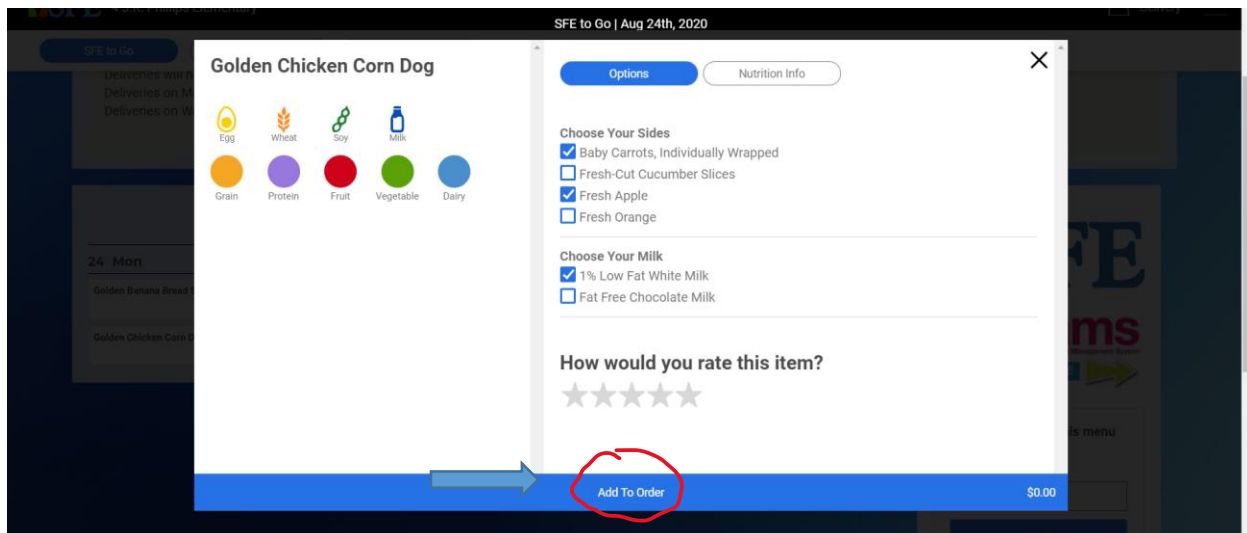 Phillips Elementary
SFE to Go | Aug 24th, 2020
Delivery
SFE to Go
Deliveries will
Deliveries on
Deliveries on
24 Mon
Golden Banana Bread
Golden Chicken Corn
Golden Chicken Corn Dog
Egg Wheat Soy Milk
Grain Protein Fruit Vegetable Dairy
Options Nutrition Info
Choose Your Sides
Baby Carrots, Individually Wrapped
Fresh-Cut Cucumber Slices
Fresh Apple
Fresh Orange
Choose Your Milk
1% Low Fat White Milk
Fat Free Chocolate Milk
How would you rate this item?
FE
ms
menu
Add To Order $0.00